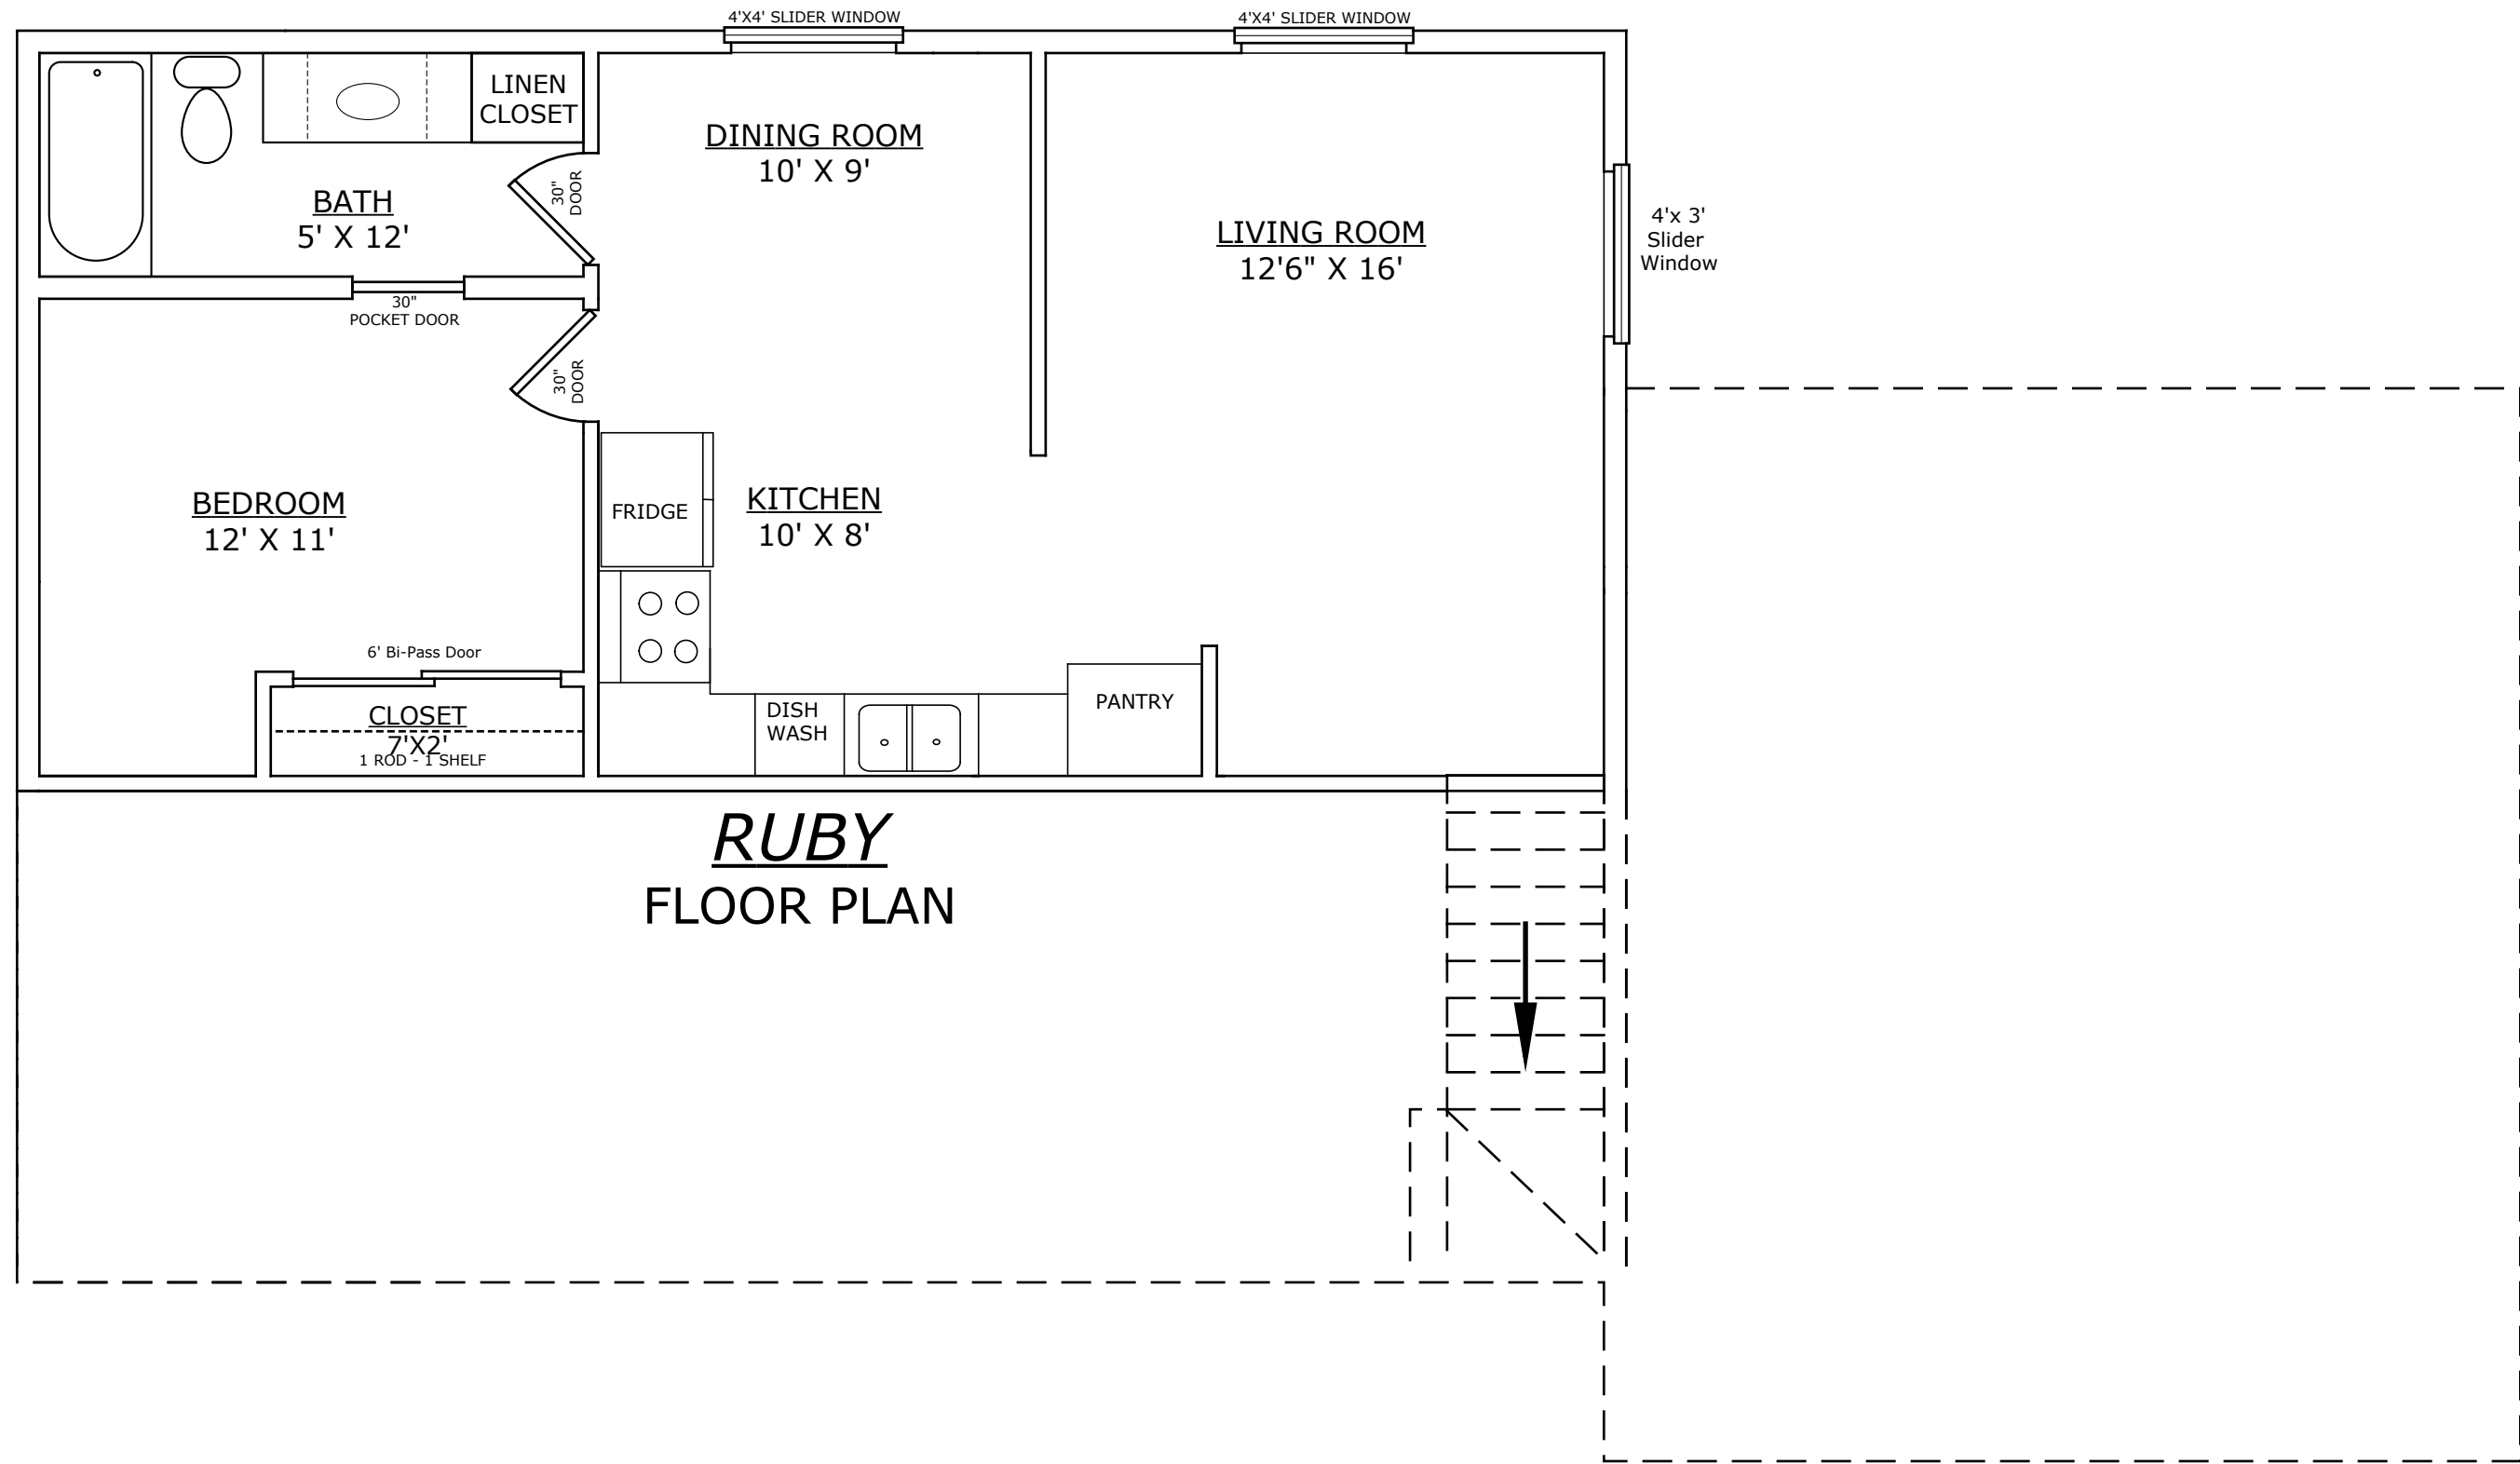 4'X4' SLIDER WINDOW
4'X4' SLIDER WINDOW
LINEN
CLOSET
DINING ROOM
10' X 9'
BATH
5' X 12'
30"
DOOR
LIVING ROOM
12'6" X 16'
4'x 3'
Slider
Window
30"
POCKET DOOR
30"
DOOR
BEDROOM
12' X 11'
FRIDGE
KITCHEN
10' X 8'
6' Bi-Pass Door
CLOSET
7'X2'
1 ROD - 1 SHELF
DISH
WASH
PANTRY
RUBY
FLOOR PLAN